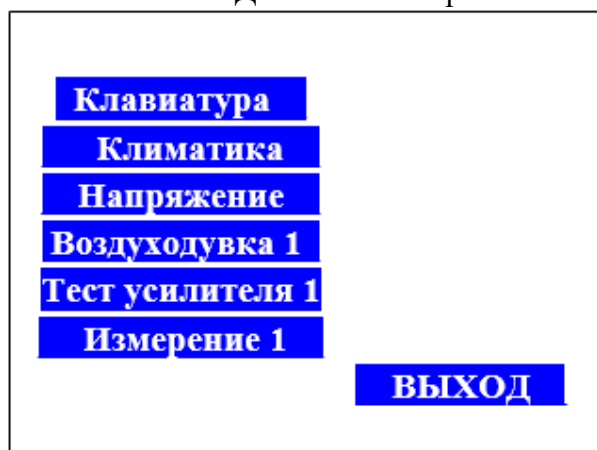 Клавиатура
Климатика
Напряжение
Воздуходувка 1
Тест усилителя 1
Измерение 1
ВЫХОД